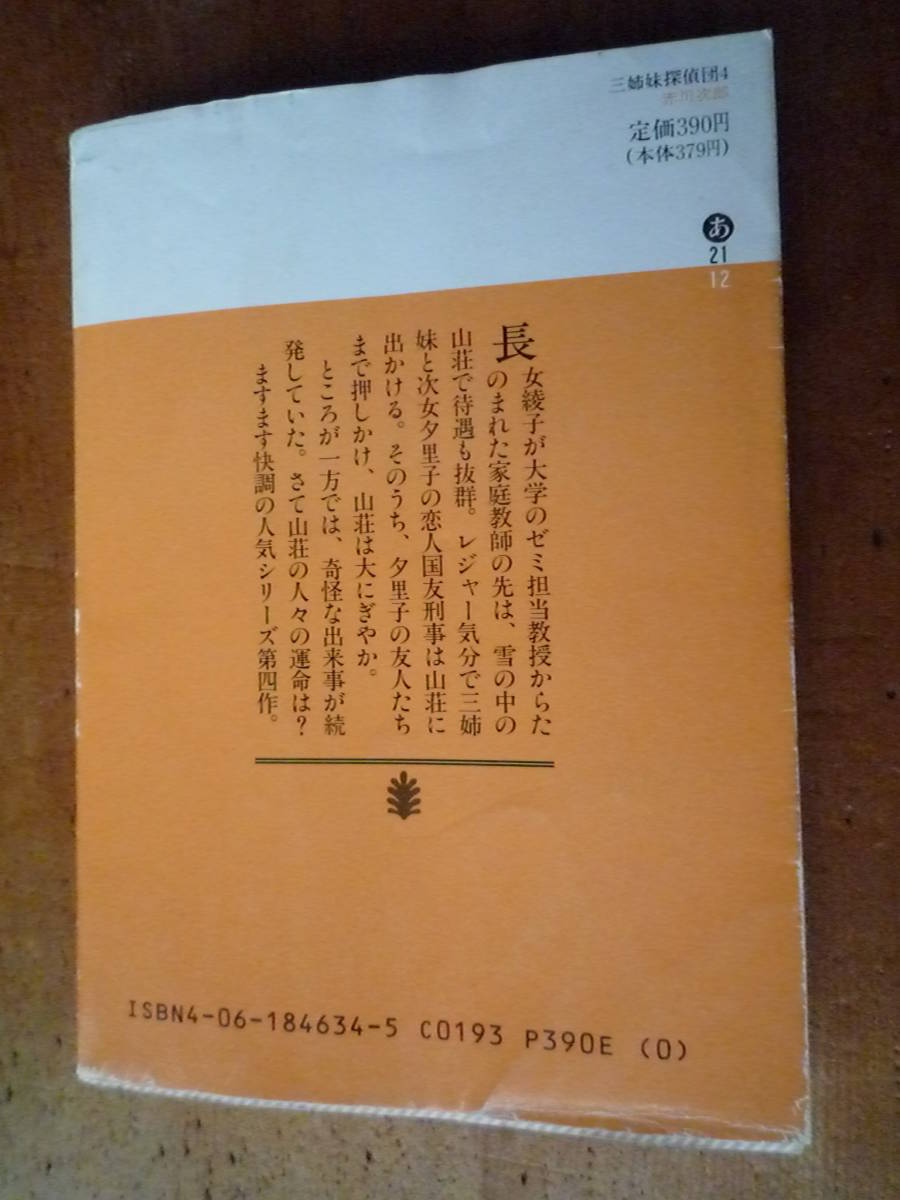 三姉妹探偵団4
赤川次郎
定価390円
(本体379円)
あ
21
12
長女綾子が大学のゼミ担当教授からた
のまれた家庭教師の先は、雪の中の
山荘で待遇も抜群。レジャー気分で三姉
妹と次女夕里子の恋人国友刑事は山荘に
出かける。そのうち、夕里子の友人たち
まで押しかけ、山荘は大にぎやか。
ところが一方では、奇怪な出来事が続
発していた。さて山荘の人々の運命は?
ますます快調の人気シリーズ第四作。
ISBN4-06-184634-5 C0193 P390E (0)